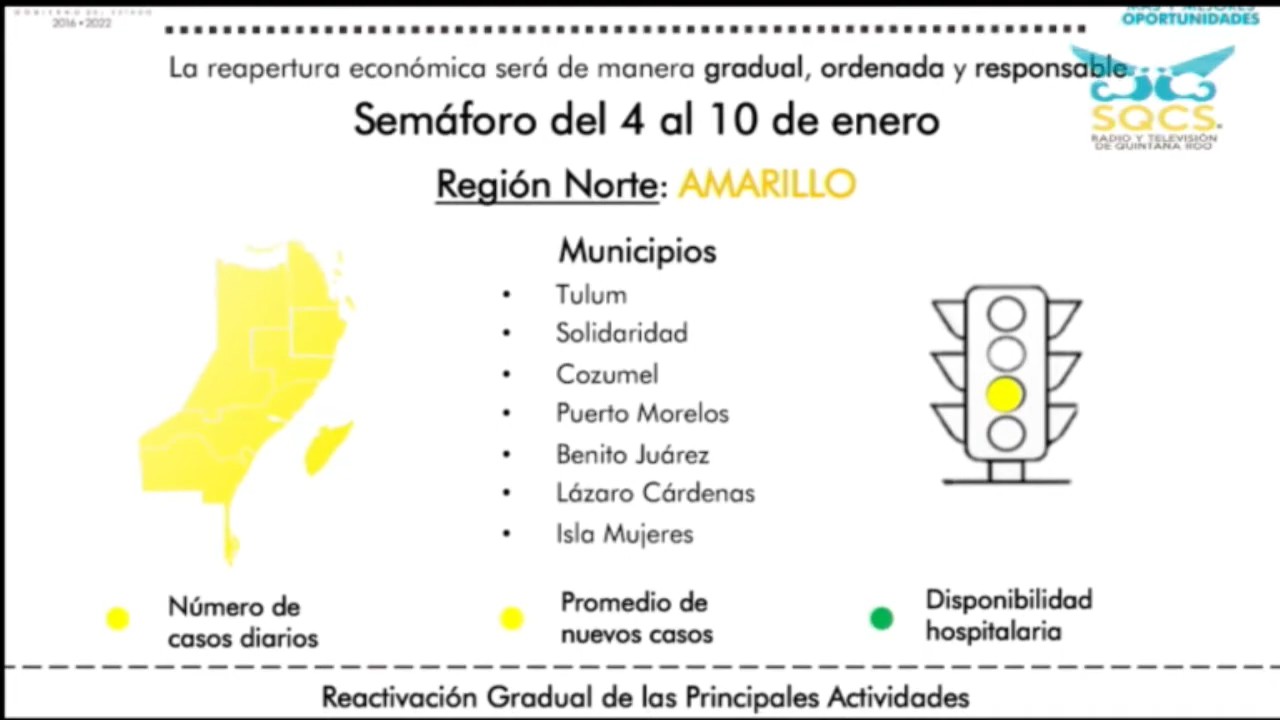 GOBIERNO DEL ESTADO
2016 • 2022
MÁS Y MEJORES
OPORTUNIDADES
La reapertura económica será de manera gradual, ordenada y responsable
SQCS
RADIO Y TELEVISIÓN
DE QUINTANA ROO
Semáforo del 4 al 10 de enero
Región Norte: AMARILLO
Municipios
• Tulum
• Solidaridad
• Cozumel
• Puerto Morelos
• Benito Juárez
• Lázaro Cárdenas
• Isla Mujeres
Número de
casos diarios
Promedio de
nuevos casos
Disponibilidad
hospitalaria
Reactivación Gradual de las Principales Actividades